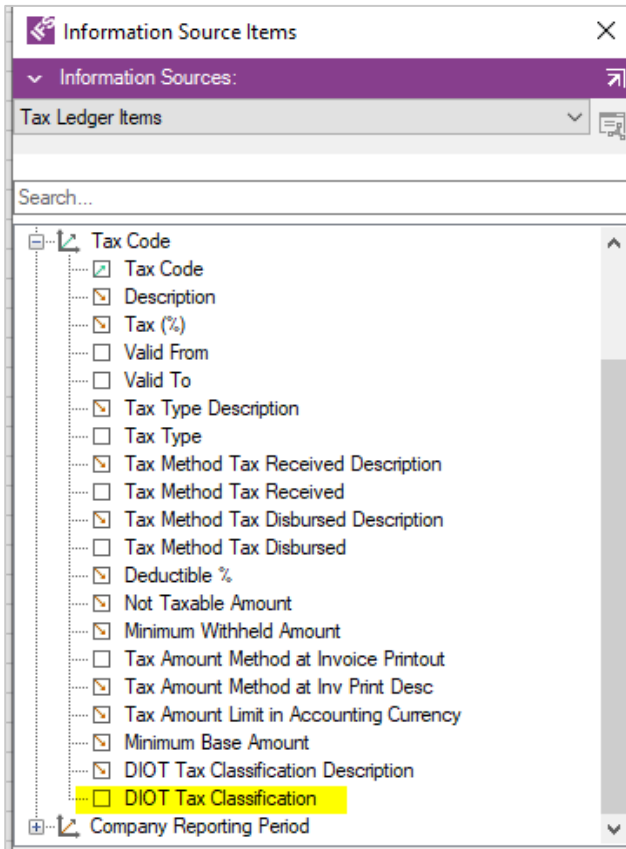 Information Source Items
Information Sources:
Tax Ledger Items
Search...
Tax Code
Tax Code
Description
Tax (%)
Valid From
Valid To
Tax Type Description
Tax Type
Tax Method Tax Received Description
Tax Method Tax Received
Tax Method Tax Disbursed Description
Tax Method Tax Disbursed
Deductible %
Not Taxable Amount
Minimum Withheld Amount
Tax Amount Method at Invoice Printout
Tax Amount Method at Inv Print Desc
Tax Amount Limit in Accounting Currency
Minimum Base Amount
DIOT Tax Classification Description
DIOT Tax Classification
Company Reporting Period